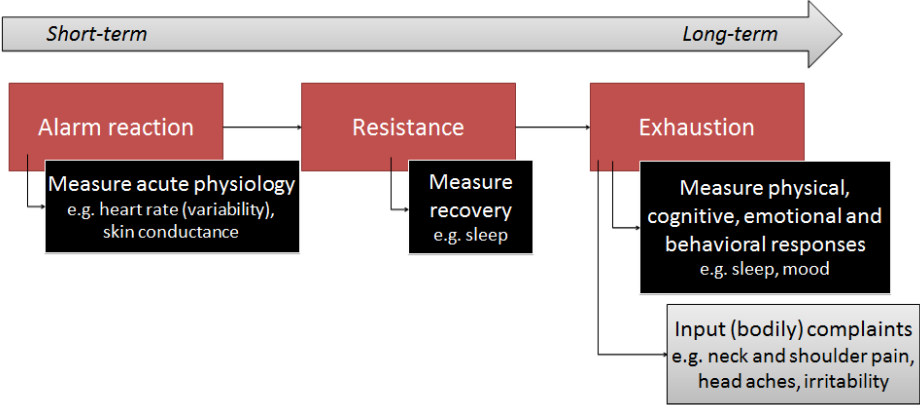 Short-term
Long-term
Alarm reaction
Resistance
Exhaustion
Measure acute physiology
e.g. heart rate (variability),
skin conductance
Measure
recovery
e.g. sleep
Measure physical,
cognitive, emotional and
behavioral responses
e.g. sleep, mood
Input (bodily) complaints
e.g. neck and shoulder pain,
head aches, irritability